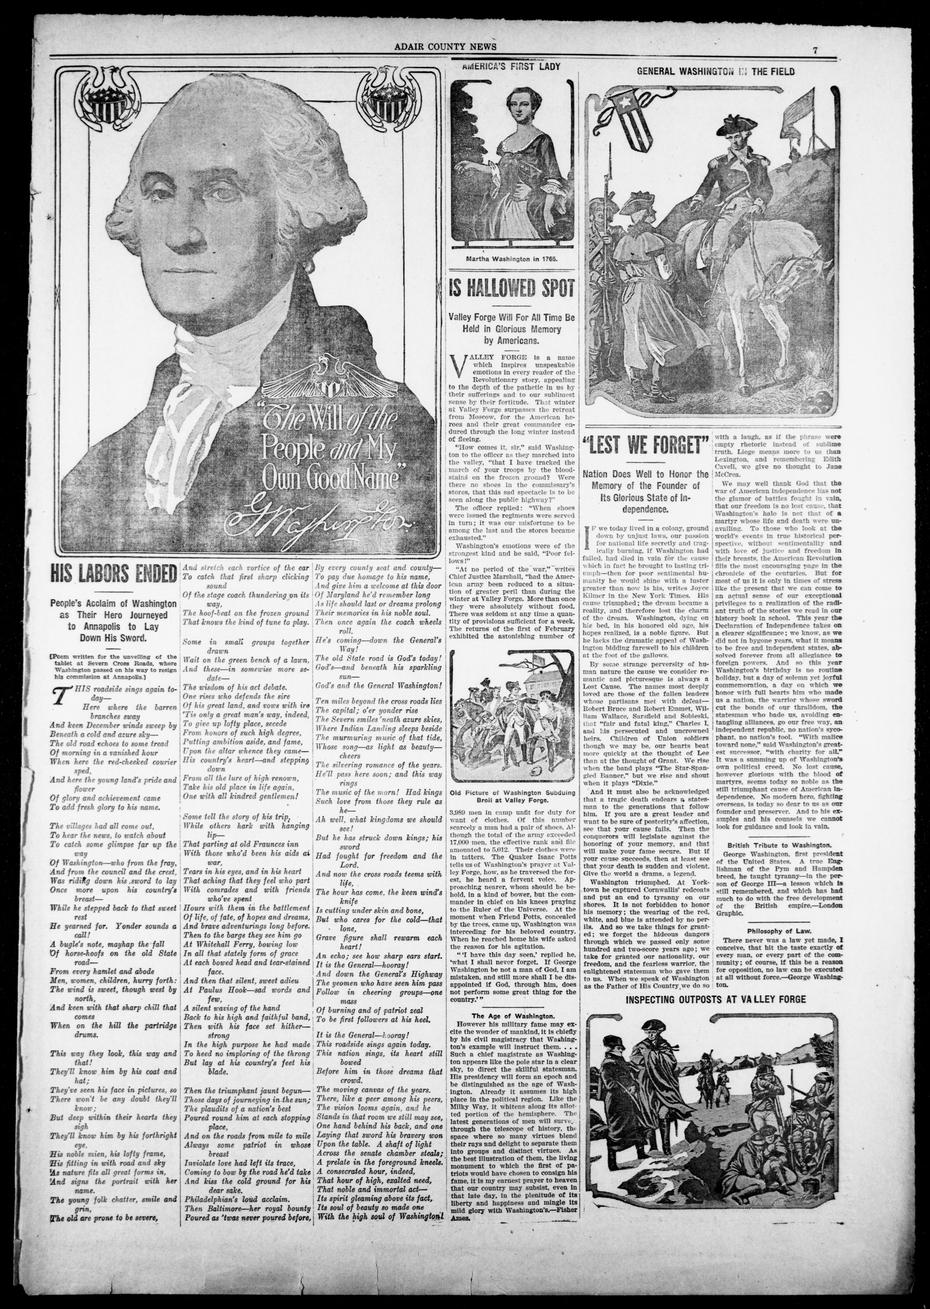 ADAIR COUNTY NEWS
7
"The Will of the
People and My
Own Good Name"
G Washington
HIS LABORS ENDED
People's Acclaim of Washington
as Their Hero Journeyed
to Annapolis to Lay
Down His Sword.
[Poem written for the unveiling of the
tablet at Severn Cross Roads, where
Washington passed on his way to resign
his commission at Annapolis.]
THIS roadside sings again to-
day—
Here where the barren
branches sway
And keen December winds sweep by
Beneath a cold and azure sky—
The old road echoes to some tread
Of morning in a vanished hour
When here the red-cheeked courier
sped,
And here the young land's pride and
flower
Of glory and achievement came
To add fresh glory to his name.
The villages had all come out,
To hear the news, to watch about
To catch some glimpse far up the
way
Of Washington—who from the fray,
And from the council and the crest,
Was riding down his sword to lay
Once more upon his country's
breast—
While he stepped back to that sweet
rest
He yearned for. Yonder sounds a
call!
A bugle's note, mayhap the fall
Of horse-hoofs on the old State
road—
From every hamlet and abode
Men, women, children, hurry forth:
The wind is sweet, though west by
north,
And keen with that sharp chill that
comes
When on the hill the partridge
drums.
This way they look, this way and
that!
They'll know him by his coat and
hat;
They've seen his face in pictures, so
There won't be any doubt they'll
know;
But deep within their hearts they
sigh
They'll know him by his forthright
eye,
His noble mien, his lofty frame,
His fitting in with road and sky
As nature fits all great forms in,
And signs the portrait with her
name.
The young folk chatter, smile and
grin,
The old are prone to be severe,
And stretch each vortice of the ear
To catch that first sharp clicking
sound
Of the stage coach thundering on its
way,
The hoof-beat on the frozen ground
That knows the kind of tune to play.
Some in small groups together
drawn
Wait on the green bench of a lawn,
And these—in somewise more se-
date—
The wisdom of his act debate.
One rises who defends the sire
Of his great land, and vows with ire
'Tis only a great man's way, indeed,
To give up lofty place, secede
From honors of such high degree,
Putting ambition aside, and fame,
Upon the altar whence they came—
His country's heart—and stepping
down
From all the lure of high renown,
Take his old place in life again,
One with all kindred gentlemen!
Some tell the story of his trip,
While others hark with hanging
lip—
That parting at old Fraunces inn
With those who'd been his aids at
war,
Tears in his eyes, and in his heart
That aching that they feel who part
With comrades and with friends
who've spent
Hours with them in the battlement
Of life, of fate, of hopes and dreams,
And brave adventurings long before.
Then to the barge they see him go
At Whitehall Ferry, bowing low
In all that stately form of grace
At each bowed head and tear-stained
face.
And then that silent, sweet adieu
At Paulus Hook—sad words and
few,
A silent waving of the hand
Back to his high and faithful band,
Then with his face set hither—
strong
In the high purpose he had made
To heed no imploring of the throng
But lay at his country's feet his
blade.
Then the triumphant jaunt begun—
Those days of journeying in the sun;
The plaudits of a nation's best
Poured round him at each stopping
place,
And on the roads from mile to mile
Always some patriot in whose
breast
Inviolate love had left its trace,
Coming to bow by the road he'd take
And kiss the cold ground for his
dear sake.
Philadelphian's loud acclaim.
Then Baltimore—her royal bounty
Poured as 'twas never poured before,
By every county seat and county—
To pay due homage to his name,
And give him a welcome at this door
Of Maryland he'd remember long
As life should last or dreams prolong
Their memories in his noble soul.
Then once again the coach wheels
roll.
He's coming—down the General's
Way!
The old State road is God's today!
God's—and beneath his sparkling
sun—
God's and the General Washington!
Ten miles beyond the cross roads lies
The capital; o'er yonder rise
The Severn smiles 'neath azure skies,
Where Indian Landing sleeps beside
The murmuring music of that tide,
Whose song—as light as beauty—
cheers
The silvering romance of the years.
He'll pass here soon; and this way
rings
The music of the morn! Had kings
Such love from those they rule as
he—
Ah well, what kingdoms we should
see!
But he has struck down kings; his
sword
Had fought for freedom and the
Lord.
And now the cross roads teems with
life,
The hour has come, the keen wind's
knife
Is cutting under skin and bone,
But who cares for the cold—that
lone,
Grave figure shall rewarm each
heart!
An echo; see how sharp ears start.
It is the General—hooray!
And down the General's Highway
The yeomen who have seen him pass
Follow in cheering groups—one
mass
Of burning and of patriot zeal
To be first followers at his heel.
It is the General—hooray!
This roadside sings again today.
This nation sings, its heart still
bowed
Before him in those dreams that
crowd.
The moving canvas of the years.
There, like a peer among his peers,
The vision looms again, and he
Stands in that room we still may see,
One hand behind his back, and one
Laying that sword his bravery won
Upon the table. A shaft of light
Across the senate chamber steals;
A prelate in the foreground kneels.
A consecrated hour, indeed,
That hour of high, exalted need,
That noble and immortal act—
Its spirit gleaming above its fact,
Its soul of beauty so made one
With the high soul of Washington!
AMERICA'S FIRST LADY
Martha Washington in 1765.
IS HALLOWED SPOT
Valley Forge Will For All Time Be
Held in Glorious Memory
by Americans.
VALLEY FORGE is a name
which inspires unspeakable
emotions in every reader of the
Revolutionary story, appealing
to the depth of the pathetic in us by
their sufferings and to our sublimest
sense by their fortitude. That winter
at Valley Forge surpasses the retreat
from Moscow, for the American he-
roes and their great commander en-
dured through the long winter instead
of fleeing.
"How comes it, sir," said Washing-
ton to the officer as they marched into
the valley, "that I have tracked the
march of your troops by the blood-
stains on the frozen ground? Were
there no shoes in the commissary's
stores, that this sad spectacle is to be
seen along the public highway?"
The officer replied: "When shoes
were issued the regiments were served
in turn; it was our misfortune to be
among the last and the stores became
exhausted."
Washington's emotions were of the
strongest kind and he said, "Poor fel-
lows!"
"At no period of the war," writes
Chief Justice Marshall, "had the Amer-
ican army been reduced to a situa-
tion of greater peril than during the
winter at Valley Forge. More than once
they were absolutely without food.
There was seldom at any time a quan-
tity of provisions sufficient for a week.
The returns of the first of February
exhibited the astonishing number of
Old Picture of Washington Subduing
Broil at Valley Forge.
3,989 men in camp unfit for duty for
want of clothes. Of this number
scarcely a man had a pair of shoes. Al-
though the total of the army exceeded
17,000 men, the effective rank and file
amounted to 5,012. Their clothes were
in tatters. The Quaker Isaac Potts
tells us of Washington's prayer at Val-
ley Forge, how, as he traversed the for-
est, he heard a fervent voice. Ap-
proaching nearer, whom should he be-
hold, in a kind of bower, but the com-
mander in chief on his knees praying
to the Ruler of the Universe. At the
moment when Friend Potts, concealed
by the trees, came up, Washington was
interceding for his beloved country.
When he reached home his wife asked
the reason for his agitation.
"'I have this day seen,' replied he,
'what I shall never forget. If George
Washington be not a man of God, I am
mistaken, and still more shall I be dis-
appointed if God, through him, does
not perform some great thing for the
country.'"
The Age of Washington.
However his military fame may ex-
cite the wonder of mankind, it is chiefly
by his civil magistracy that Washing-
ton's example will instruct them. . . .
Such a chief magistrate as Washing-
ton appears like the pole star in a clear
sky, to direct the skillful statesman.
His presidency will form an epoch and
be distinguished as the age of Wash-
ington. Already it assumes its high
place in the political region. Like the
Milky Way, it whitens along its allot-
ted portion of the hemisphere. The
latest generations of men will survey,
through the telescope of history, the
space where so many virtues blend
their rays and delight to separate them
into groups and distinct virtues. As
the best illustration of them, the living
monument to which the first of pa-
triots would have chosen to consign his
fame, it is my earnest prayer to heaven
that our country may subsist, even in
that late day, in the plenitude of its
liberty and happiness and mingle its
mild glory with Washington's.—Fisher
Ames.
GENERAL WASHINGTON IN THE FIELD
"LEST WE FORGET"
Nation Does Well to Honor the
Memory of the Founder of
Its Glorious State of In-
dependence.
IF we today lived in a colony, ground
down by unjust laws, our passion
for national life secretly and trag-
ically burning, if Washington had
failed, had died in vain for the cause
which in fact he brought to lasting tri-
umph—then for poor sentimental hu-
manity he would shine with a luster
greater than now is his, writes Joyce
Kilmer in the New York Times. His
cause triumphed; the dream became a
reality, and therefore lost the charm
of the dream. Washington, dying on
his bed, in his honored old age, his
hopes realized, is a noble figure. But
he lacks the dramatic appeal of Wash-
ington bidding farewell to his children
at the foot of the gallows.
By some strange perversity of hu-
man nature the cause we consider ro-
mantic and picturesque is always a
Lost Cause. The names most deeply
loved are those of the fallen leaders
whose partisans met with defeat—
Robert Bruce and Robert Emmet, Wil-
liam Wallace, Sarsfield and Sobieski,
that "fair and fatal king," Charles I,
and his persecuted and uncrowned
heirs. Children of Union soldiers
though we may be, our hearts beat
more quickly at the thought of Lee
than at the thought of Grant. We rise
when the band plays "The Star-Span-
gled Banner," but we rise and shout
when it plays "Dixie."
And it must also be acknowledged
that a tragic death endears a states-
man to the generations that follow
him. If you are a great leader and
want to be sure of posterity's affection,
see that your cause fails. Then the
conquerors will legislate against the
honoring of your memory, and that
will make your fame secure. But if
your cause succeeds, then at least see
that your death is sudden and violent.
Give the world a drama, a legend.
Washington triumphed. At York-
town he captured Cornwallis's redoubts
and put an end to tyranny on our
shores. It is not forbidden to honor
his memory; the wearing of the red,
white, and blue is attended by no per-
ils. And so we take things for grant-
ed; we forget the hideous dangers
through which we passed only some
hundred and two-score years ago; we
take for granted our nationality, our
freedom, and the fearless warrior, the
enlightened statesman who gave them
to us. When we speak of Washington
as the Father of His Country we do so
with a laugh, as if the phrase were
empty rhetoric instead of sublime
truth. Liege means more to us than
Lexington, and remembering Edith
Cavell, we give no thought to Jane
McCrea.
We may well thank God that the
war of American independence has not
the glamor of battles fought in vain,
that our freedom is no lost cause, that
Washington's halo is not that of a
martyr whose life and death were un-
availing. To those who look at the
world's events in true historical per-
spective, without sentimentality and
with love of justice and freedom in
their breasts, the American Revolution
fills the most encouraging page in the
chronicle of the centuries. But for
most of us it is only in times of stress
like the present that we can come to
an actual sense of our exceptional
privileges to a realization of the radi-
ant truth of the stories we read in our
history book in school. This year the
Declaration of Independence takes on
a clearer significance; we know, as we
did not in bygone years, what it means
to be free and independent states, ab-
solved forever from all allegiance to
foreign powers. And so this year
Washington's birthday is no routine
holiday, but a day of solemn yet joyful
commemoration, a day on which we
honor with full hearts him who made
us a nation, the warrior whose sword
cut the bonds of our thralldom, the
statesman who bade us, avoiding en-
tangling alliances, go our free way, an
independent republic, no nation's syco-
phant, no nation's tool. "With malice
toward none," said Washington's great-
est successor, "with charity for all."
It was a summing up of Washington's
own political creed. No lost cause,
however glorious with the blood of
martyrs, seems today so noble as the
still triumphant cause of American in-
dependence. No modern hero, fighting
overseas, is today so dear to us as our
founder and preserver. And to his ex-
amples and his counsels we cannot
look for guidance and look in vain.
British Tribute to Washington.
George Washington, first president
of the United States. A true Eng-
lishman of the Pym and Hampden
breed, he taught tyranny—in the per-
son of George III—a lesson which is
still remembered, and which has had
much to do with the free development
of the British empire.—London
Graphic.
Philosophy of Law.
There never was a law yet made, I
conceive, that hit the taste exactly of
every man, or every part of the com-
munity; of course, if this be a reason
for opposition, no law can be executed
at all without force.—George Washing-
ton.
INSPECTING OUTPOSTS AT VALLEY FORGE